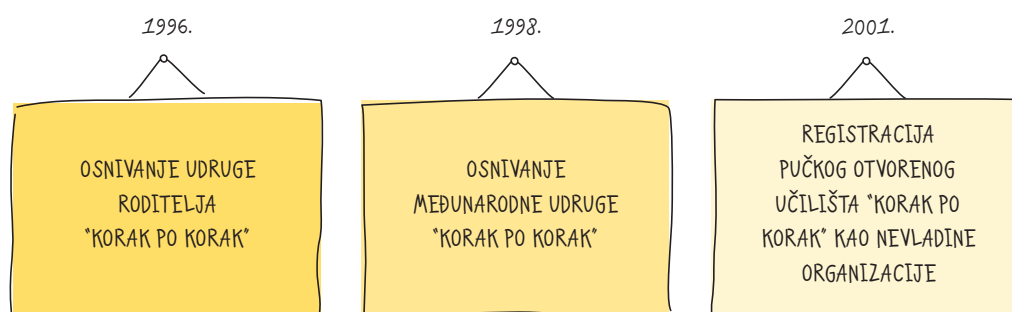 1996.
OSNIVANJE UDRUGE
RODITELJA
"KORAK PO KORAK"
1998.
OSNIVANJE
MEĐUNARODNE UDRUGE
"KORAK PO KORAK"
2001.
REGISTRACIJA
PUČKOG OTVORENOG
UČILIŠTA "KORAK PO
KORAK" KAO NEVLADINE
ORGANIZACIJE